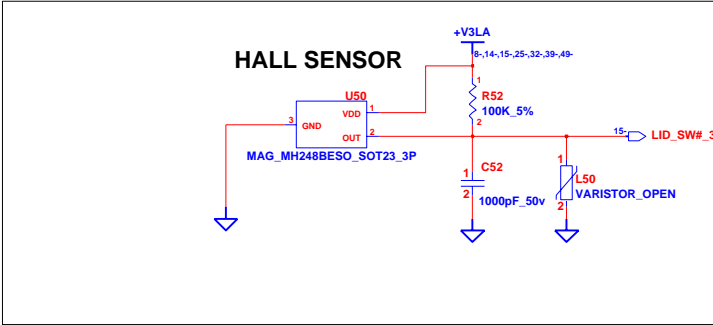 +V3LA
8-,14-,15-,25-,32-,39-,49-
HALL SENSOR
U50
1
R52
100K_5%
2
3
GND
VDD
1
OUT
2
MAG_MH248BESO_SOT23_3P
15-
LID_SW#_3
C52
1
2
1000pF_50v
1
L50
VARISTOR_OPEN
2